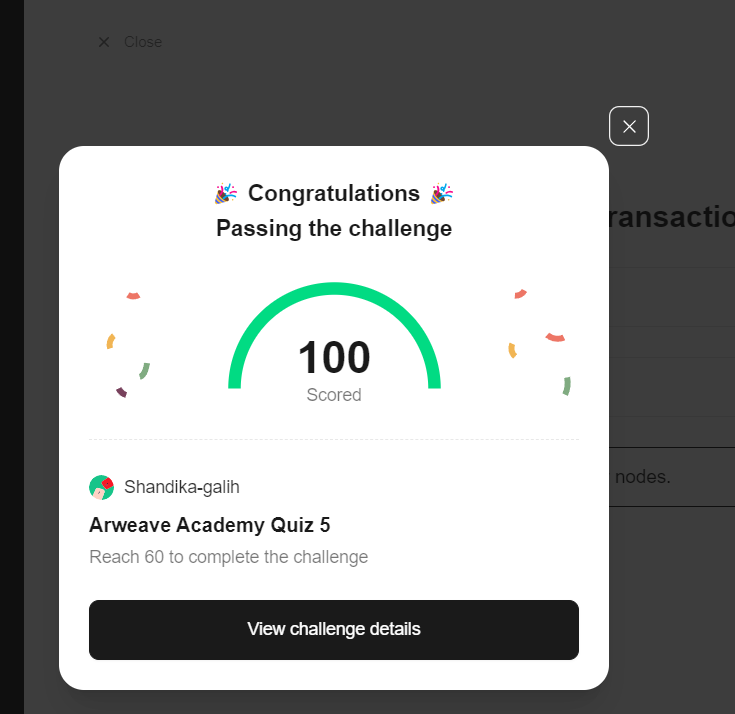 Close
Congratulations
Passing the challenge
ransactio
100
Scored
nodes.
Shandika-galih
Arweave Academy Quiz 5
Reach 60 to complete the challenge
View challenge details